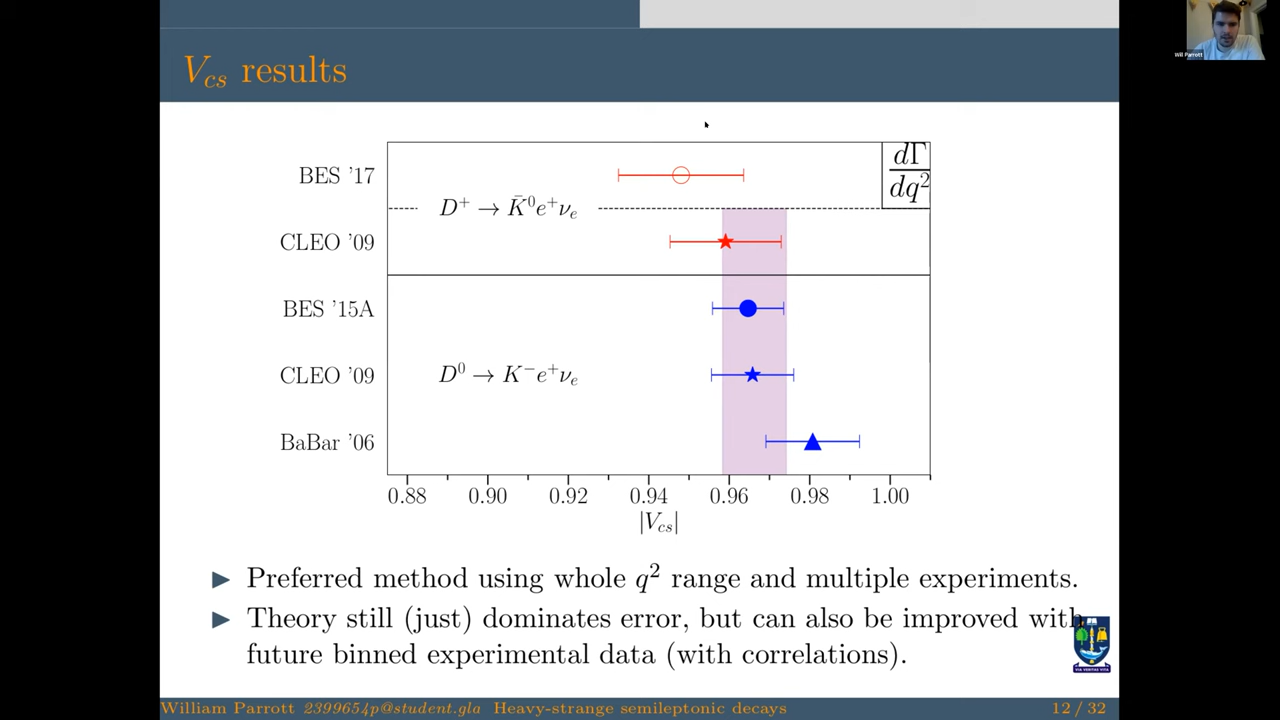 Will Parrott
V_cs results
dΓ
dq²
BES '17
D⁺ → K̄⁰e⁺ν_e
CLEO '09
BES '15A
D⁰ → K⁻e⁺ν_e
CLEO '09
BaBar '06
0.88 0.90 0.92 0.94 0.96 0.98 1.00
|V_cs|
Preferred method using whole q² range and multiple experiments.
Theory still (just) dominates error, but can also be improved with
future binned experimental data (with correlations).
VIA VERITAS VITA
William Parrott 2399654p@student.gla Heavy-strange semileptonic decays 12 / 32